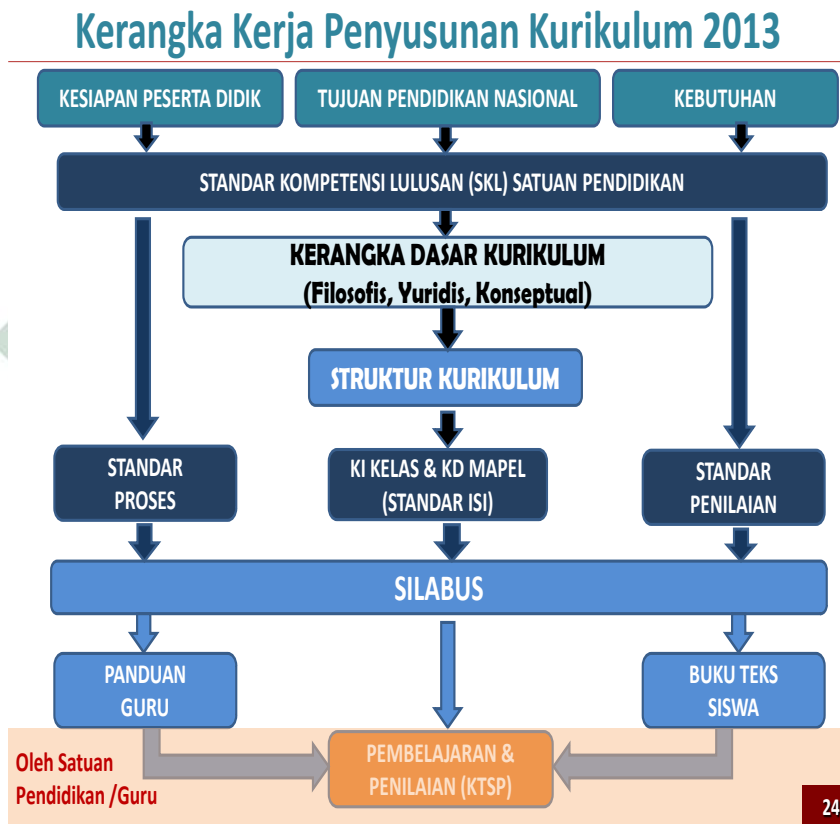 Kerangka Kerja Penyusunan Kurikulum 2013
KESIAPAN PESERTA DIDIK
TUJUAN PENDIDIKAN NASIONAL
KEBUTUHAN
STANDAR KOMPETENSI LULUSAN (SKL) SATUAN PENDIDIKAN
KERANGKA DASAR KURIKULUM
(Filosofis, Yuridis, Konseptual)
STRUKTUR KURIKULUM
STANDAR
PROSES
KI KELAS & KD MAPEL
(STANDAR ISI)
STANDAR
PENILAIAN
SILABUS
PANDUAN
GURU
BUKU TEKS
SISWA
Oleh Satuan
Pendidikan /Guru
PEMBELAJARAN &
PENILAIAN (KTSP)
24